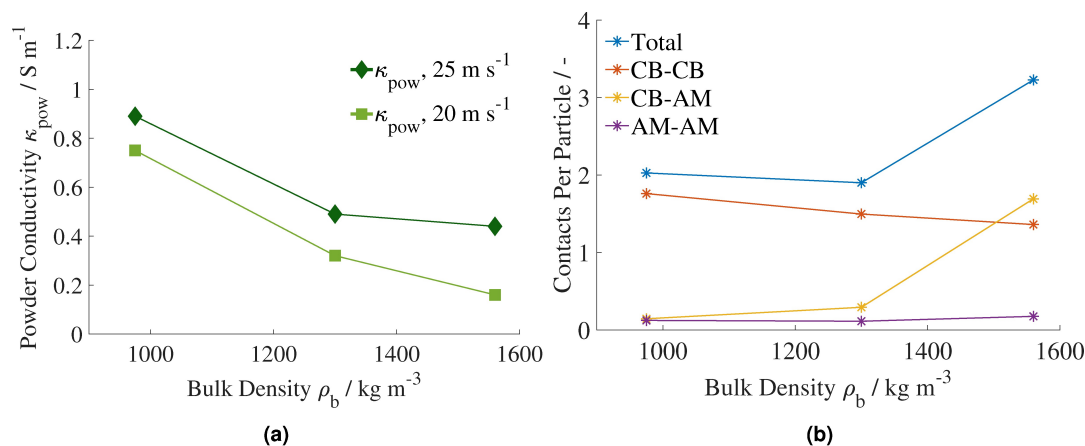 1.2
1
0.8
0.6
0.4
0.2
0
1000
1200
1400
1600
Powder Conductivity κ_pow / S m⁻¹
Bulk Density ρ_b / kg m⁻³
κ_pow, 25 m s⁻¹
κ_pow, 20 m s⁻¹
(a)
4
3
2
1
0
1000
1200
1400
1600
Contacts Per Particle / -
Bulk Density ρ_b / kg m⁻³
Total
CB-CB
CB-AM
AM-AM
(b)